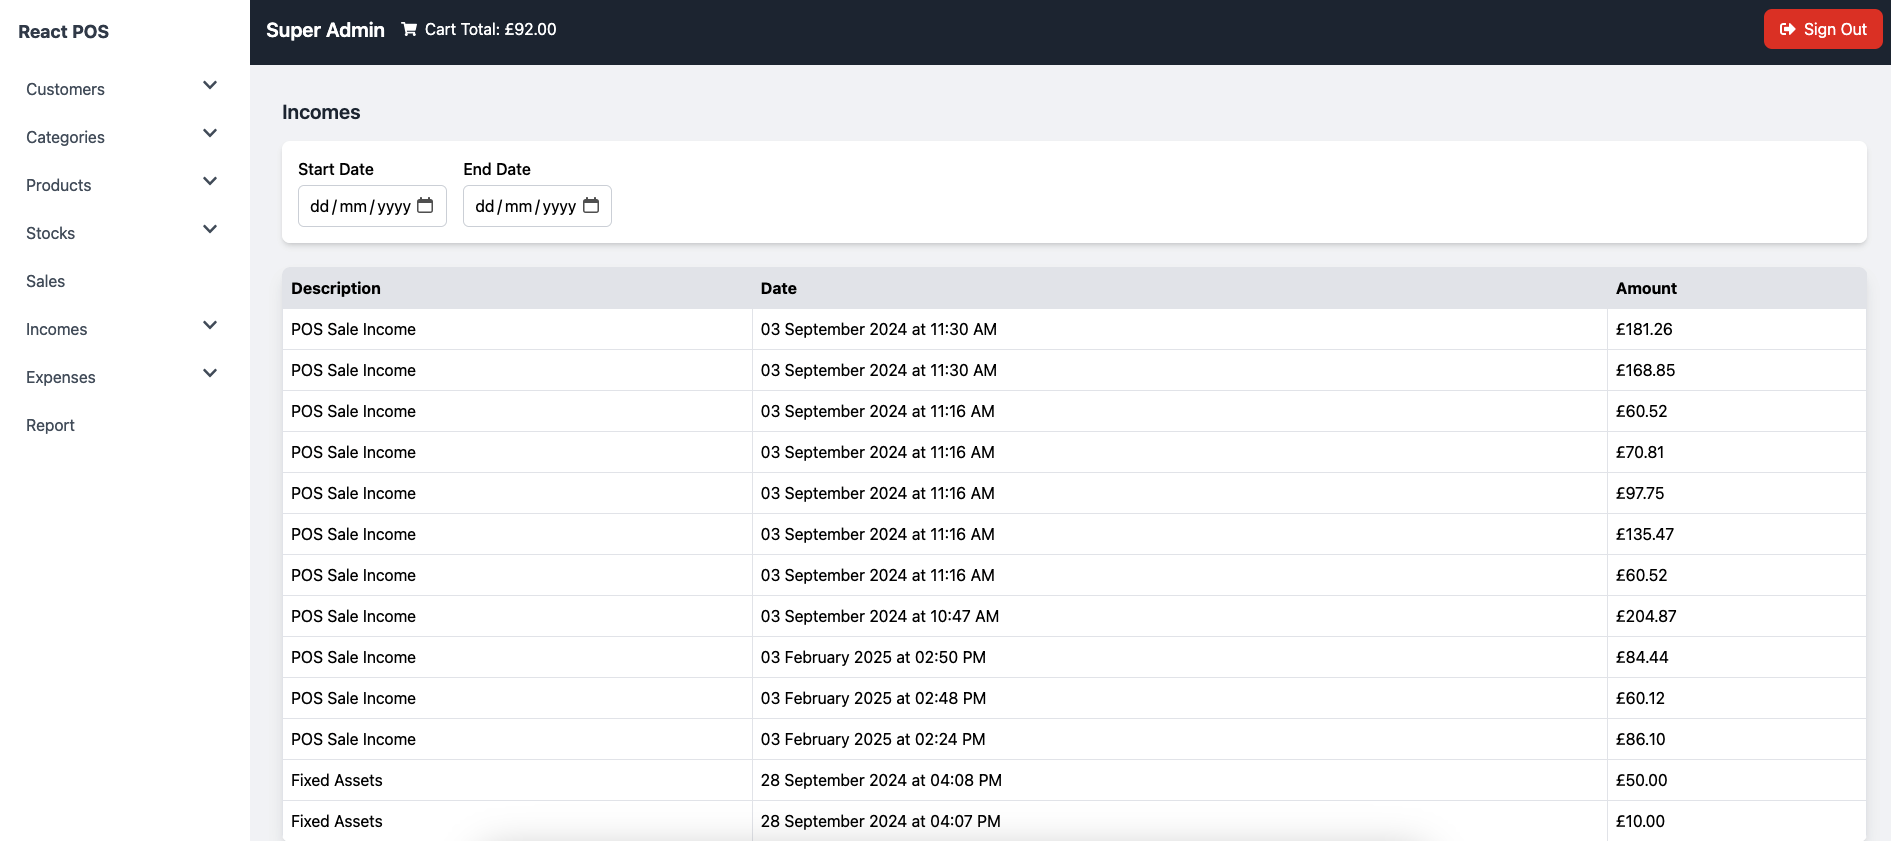 React POS
Customers
Categories
Products
Stocks
Sales
Incomes
Expenses
Report
Super Admin Cart Total: £92.00 Sign Out
Incomes
Start Date End Date
dd/mm/yyyy dd/mm/yyyy
Description Date Amount
POS Sale Income 03 September 2024 at 11:30 AM £181.26
POS Sale Income 03 September 2024 at 11:30 AM £168.85
POS Sale Income 03 September 2024 at 11:16 AM £60.52
POS Sale Income 03 September 2024 at 11:16 AM £70.81
POS Sale Income 03 September 2024 at 11:16 AM £97.75
POS Sale Income 03 September 2024 at 11:16 AM £135.47
POS Sale Income 03 September 2024 at 11:16 AM £60.52
POS Sale Income 03 September 2024 at 10:47 AM £204.87
POS Sale Income 03 February 2025 at 02:50 PM £84.44
POS Sale Income 03 February 2025 at 02:48 PM £60.12
POS Sale Income 03 February 2025 at 02:24 PM £86.10
Fixed Assets 28 September 2024 at 04:08 PM £50.00
Fixed Assets 28 September 2024 at 04:07 PM £10.00